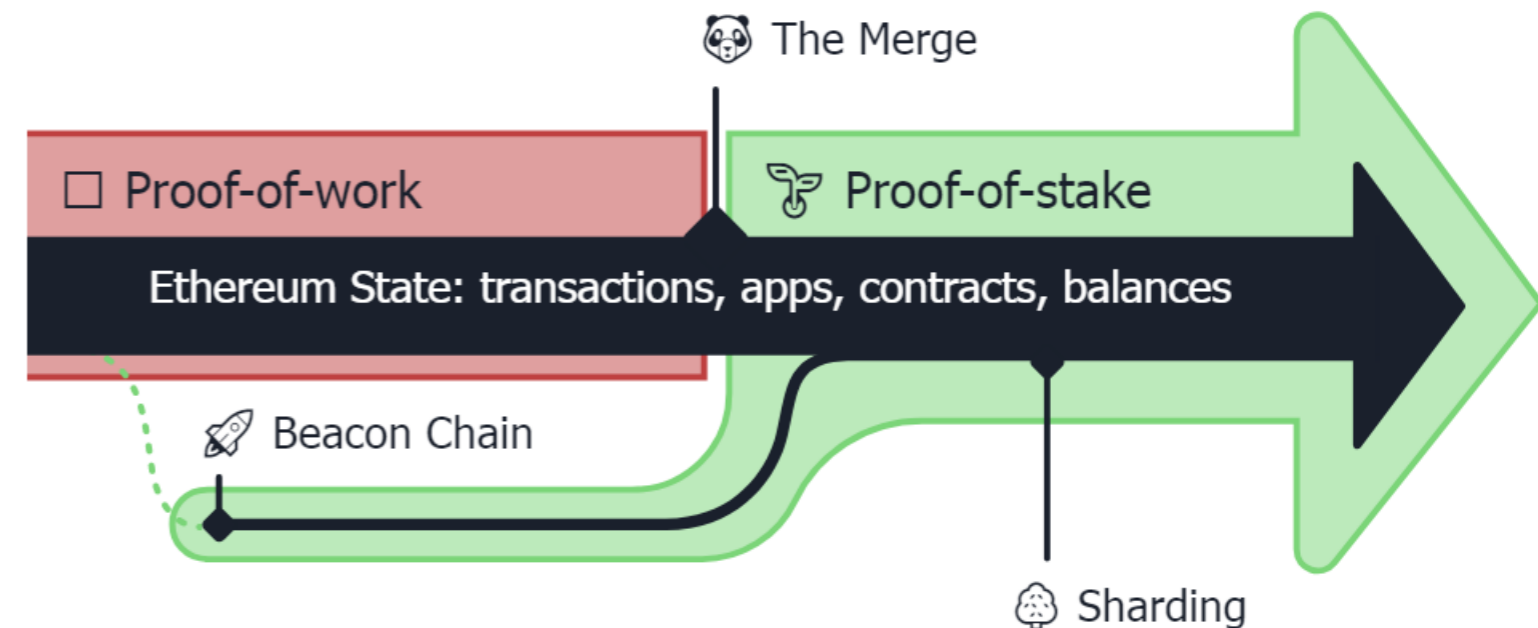 The Merge
Proof-of-work
Proof-of-stake
Ethereum State: transactions, apps, contracts, balances
Beacon Chain
Sharding